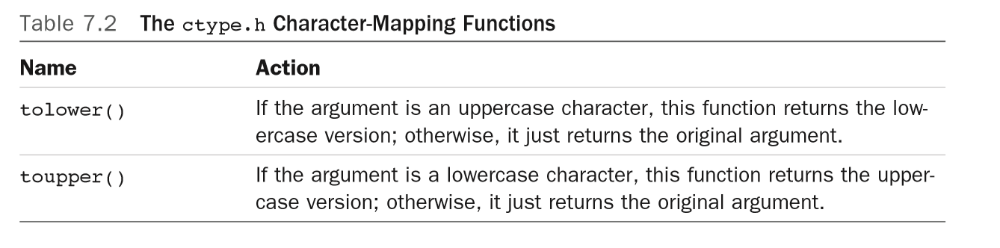 Table 7.2 The ctype.h Character-Mapping Functions
Name Action
tolower() If the argument is an uppercase character, this function returns the low-
ercase version; otherwise, it just returns the original argument.
toupper() If the argument is a lowercase character, this function returns the upper-
case version; otherwise, it just returns the original argument.